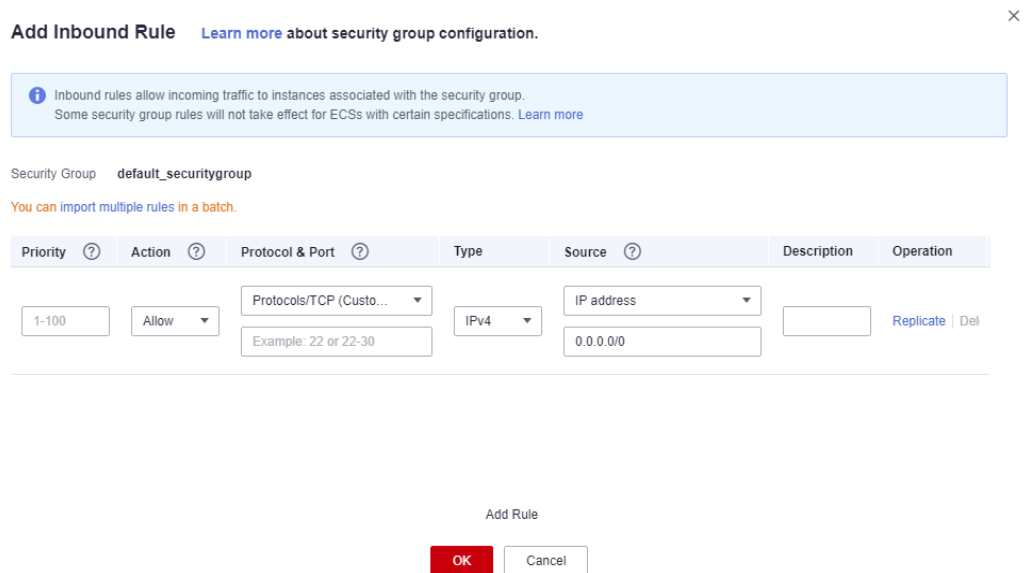 Add Inbound Rule Learn more about security group configuration.
Inbound rules allow incoming traffic to instances associated with the security group.
Some security group rules will not take effect for ECSs with certain specifications. Learn more
Security Group default_securitygroup
You can import multiple rules in a batch.
Priority ? Action ? Protocol & Port ? Type Source ? Description Operation
Protocols/TCP (Custo... IP address
1-100 Allow IPv4 Replicate Del
Example: 22 or 22-30 0.0.0.0/0
Add Rule
OK Cancel